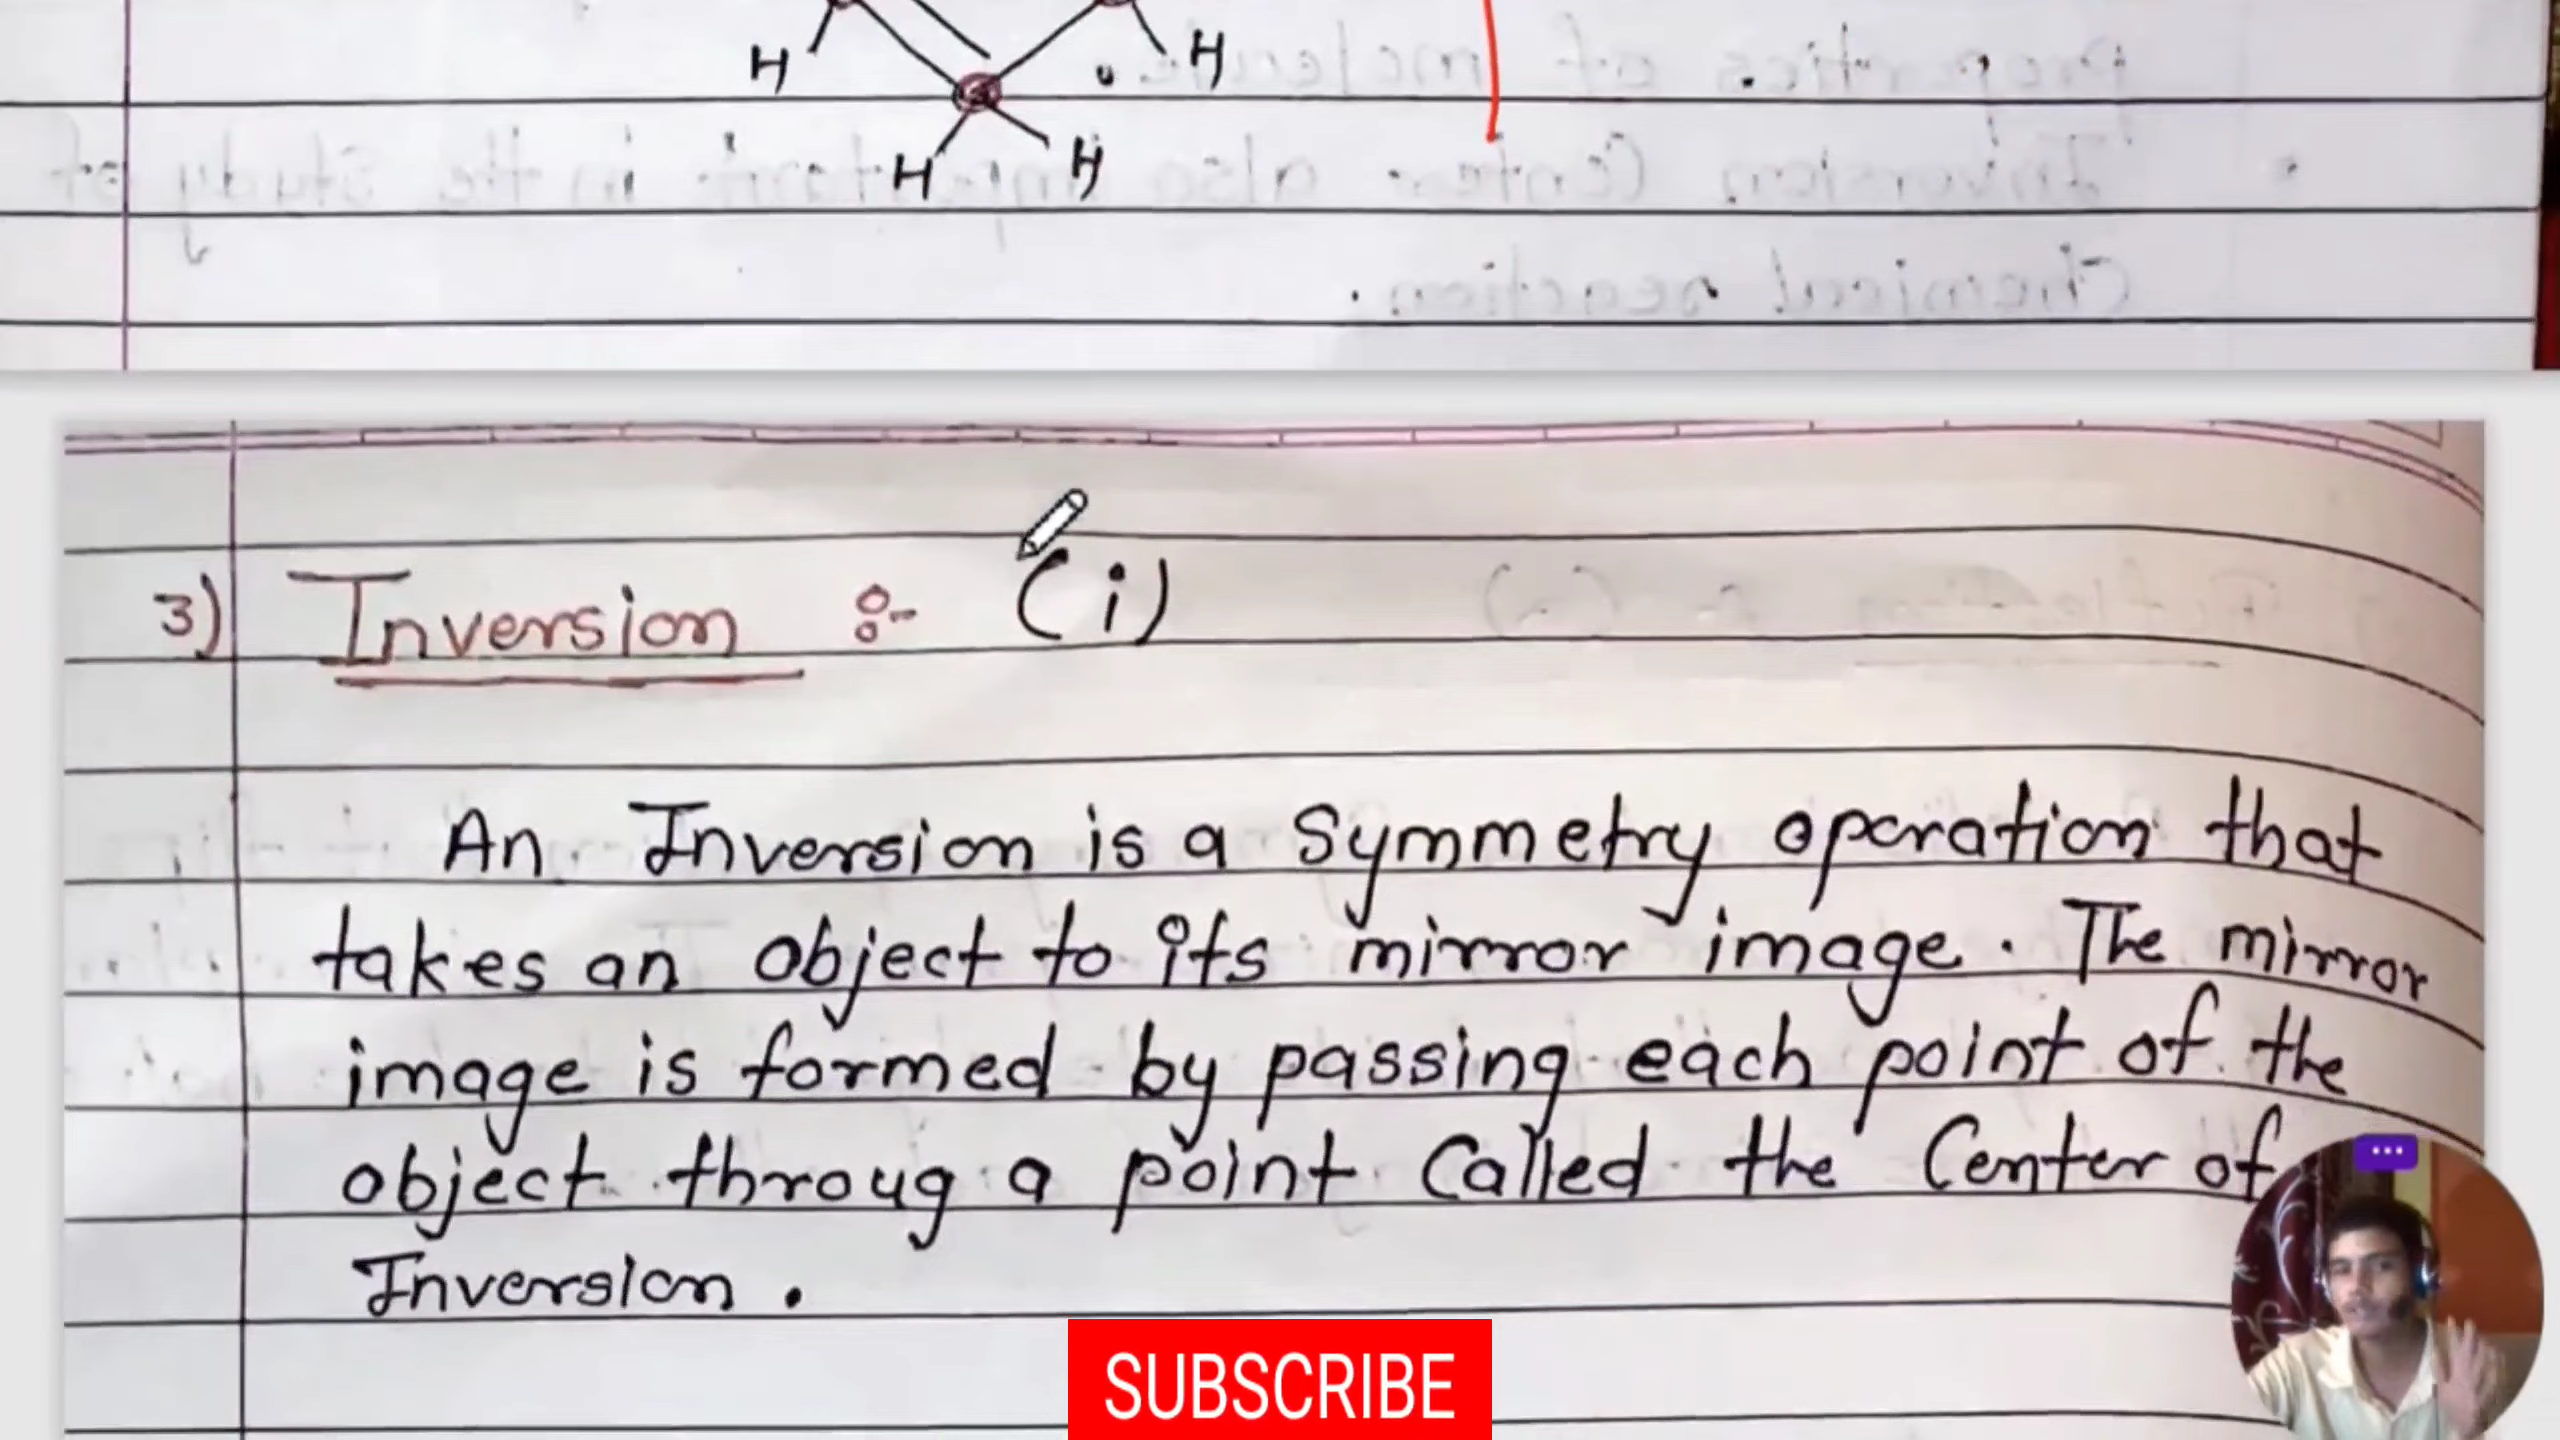 H
H
H
H
3) Inversion :- (i)
An Inversion is a Symmetry operation that
takes an object to its mirror image. The mirror
image is formed by passing each point of the
object throug a point Called the Center of
Inversion.
SUBSCRIBE